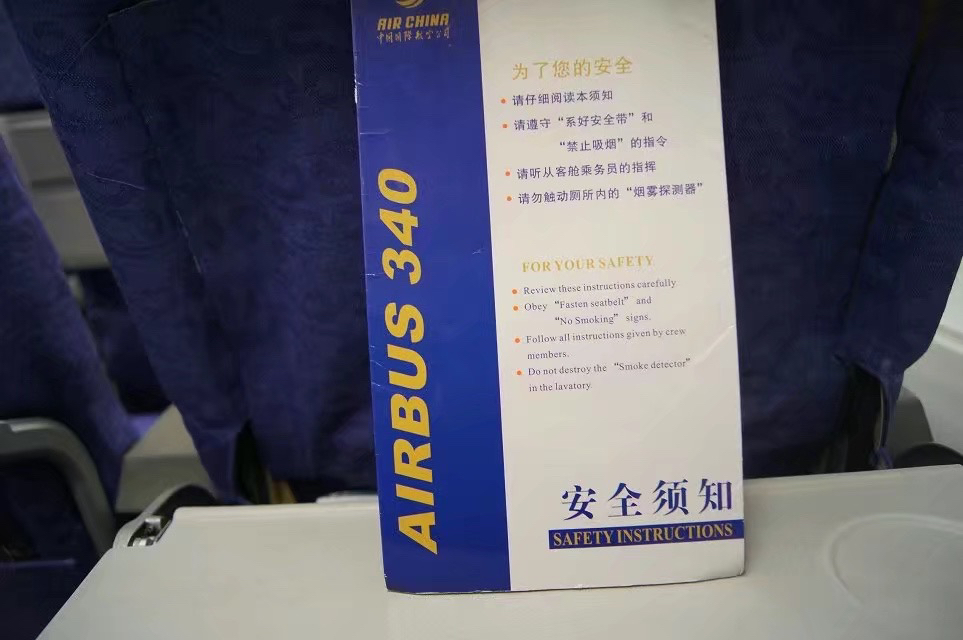 AIR CHINA
中国国际航空公司
AIRBUS 340
为了您的安全
• 请仔细阅读本须知
• 请遵守“系好安全带”和
“禁止吸烟”的指令
• 请听从客舱乘务员的指挥
• 请勿触动厕所内的“烟雾探测器”
FOR YOUR SAFETY
• Review these instructions carefully
• Obey “Fasten seatbelt” and
“No Smoking” signs.
• Follow all instructions given by crew
members.
• Do not destroy the “Smoke detector”
in the lavatory.
安全须知
SAFETY INSTRUCTIONS